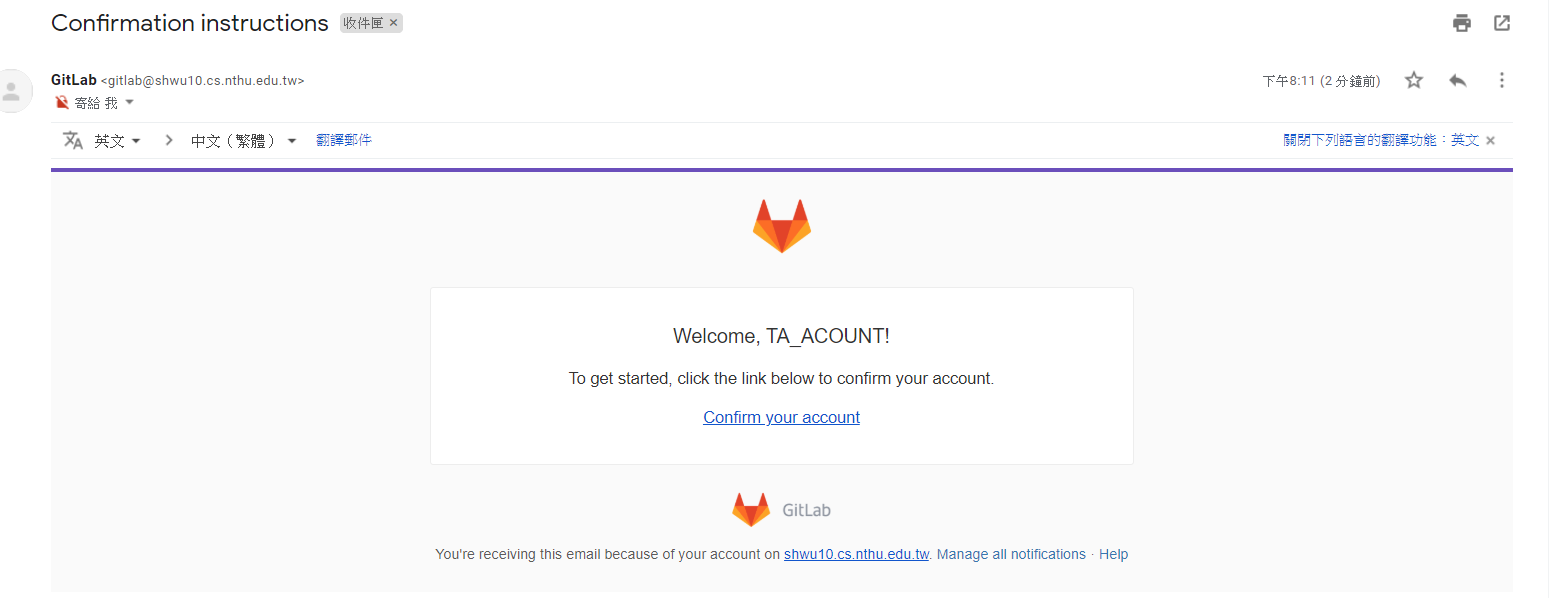 Confirmation instructions 收件匣 ×
GitLab <gitlab@shwu10.cs.nthu.edu.tw> 下午8:11 (2 分鐘前)
寄給 我
英文 > 中文（繁體） 翻譯郵件 關閉下列語言的翻譯功能：英文 ×
Welcome, TA_ACOUNT!
To get started, click the link below to confirm your account.
Confirm your account
GitLab
You're receiving this email because of your account on shwu10.cs.nthu.edu.tw. Manage all notifications · Help